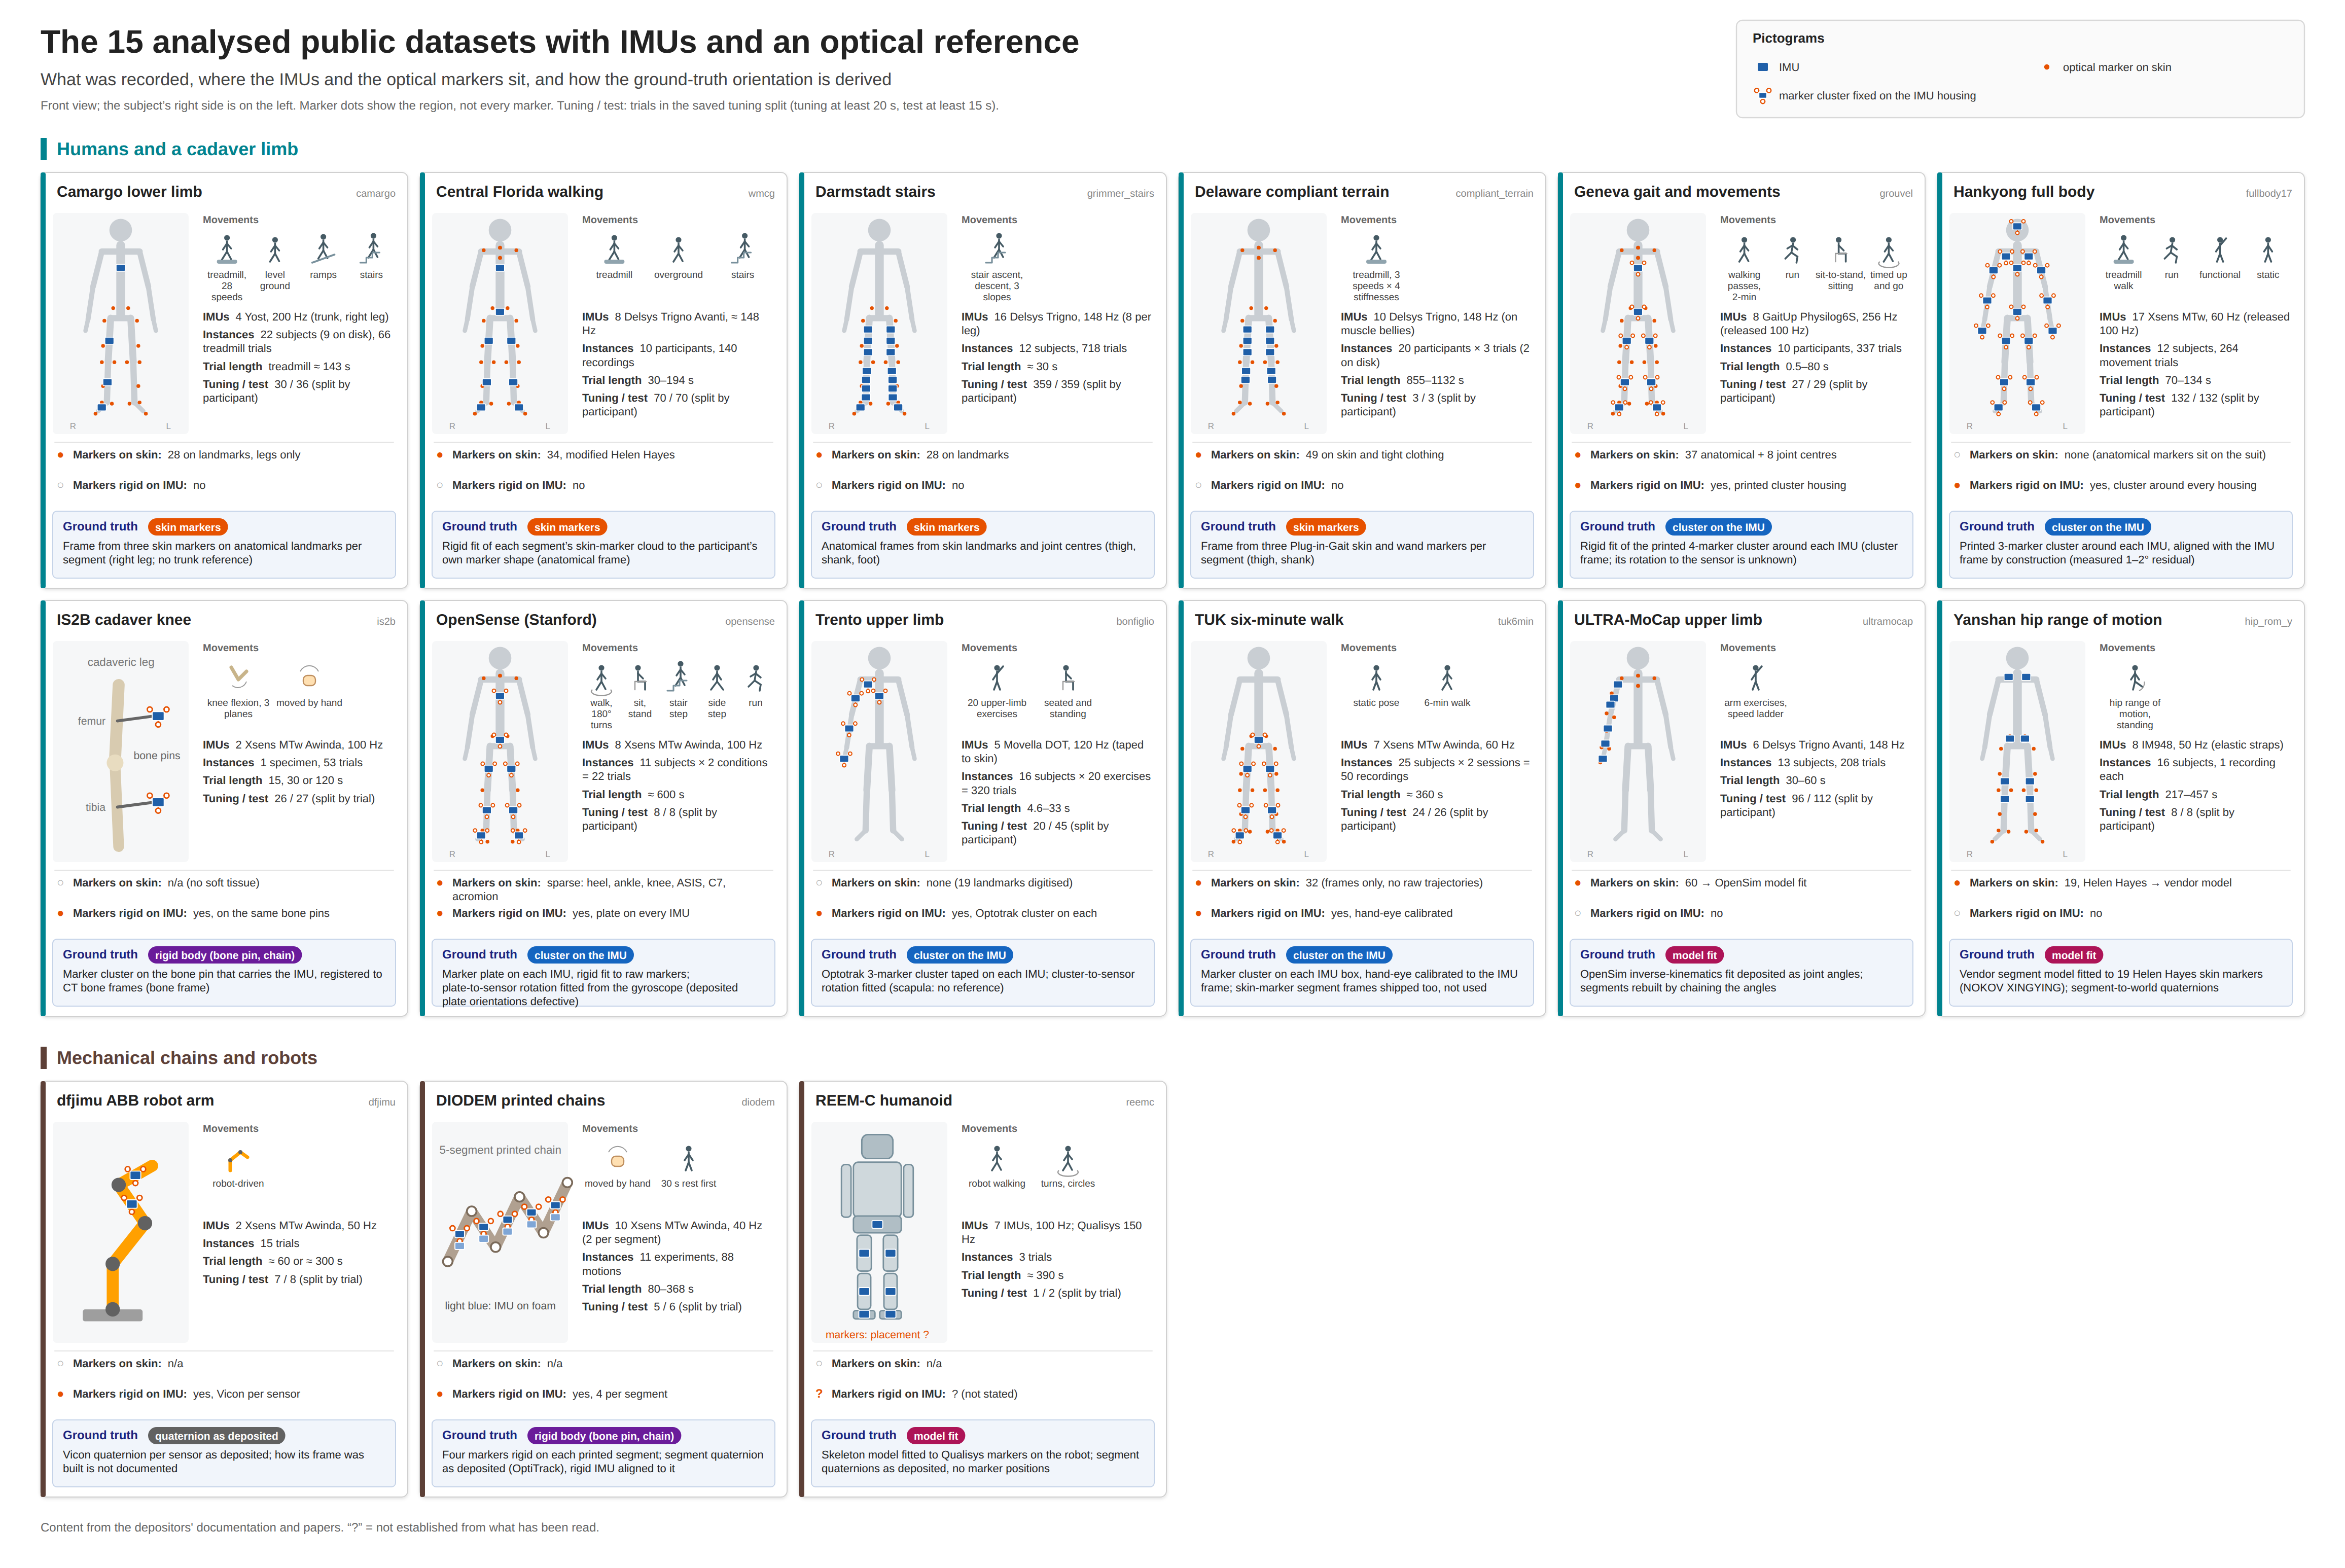 The 15 analysed public datasets with IMUs and an optical reference
What was recorded, where the IMUs and the optical markers sit, and how the ground-truth orientation is derived
Front view; the subject's right side is on the left. Marker dots show the region, not every marker. Tuning / test: trials in the saved tuning split (tuning at least 20 s, test at least 15 s).
Pictograms
IMU
optical marker on skin
marker cluster fixed on the IMU housing
Humans and a cadaver limb
Camargo lower limb
camargo
Movements
treadmill,
28
speeds
level
ground
ramps
stairs
IMUs 4 Yost, 200 Hz (trunk, right leg)
Instances 22 subjects (9 on disk), 66
treadmill trials
Trial length treadmill ≈ 143 s
Tuning / test 30 / 36 (split by
participant)
R
L
Markers on skin: 28 on landmarks, legs only
Markers rigid on IMU: no
Ground truth skin markers
Frame from three skin markers on anatomical landmarks per
segment (right leg; no trunk reference)
Central Florida walking
wmcg
Movements
treadmill
overground
stairs
IMUs 8 Delsys Trigno Avanti, ≈ 148
Hz
Instances 10 participants, 140
recordings
Trial length 30–194 s
Tuning / test 70 / 70 (split by
participant)
R
L
Markers on skin: 34, modified Helen Hayes
Markers rigid on IMU: no
Ground truth skin markers
Rigid fit of each segment's skin-marker cloud to the participant's
own marker shape (anatomical frame)
Darmstadt stairs
grimmer_stairs
Movements
stair ascent,
descent, 3
slopes
IMUs 16 Delsys Trigno, 148 Hz (8 per
leg)
Instances 12 subjects, 718 trials
Trial length ≈ 30 s
Tuning / test 359 / 359 (split by
participant)
R
L
Markers on skin: 28 on landmarks
Markers rigid on IMU: no
Ground truth skin markers
Anatomical frames from skin landmarks and joint centres (thigh,
shank, foot)
Delaware compliant terrain
compliant_terrain
Movements
treadmill, 3
speeds × 4
stiffnesses
IMUs 10 Delsys Trigno, 148 Hz (on
muscle bellies)
Instances 20 participants × 3 trials (2
on disk)
Trial length 855–1132 s
Tuning / test 3 / 3 (split by
participant)
R
L
Markers on skin: 49 on skin and tight clothing
Markers rigid on IMU: no
Ground truth skin markers
Frame from three Plug-in-Gait skin and wand markers per
segment (thigh, shank)
Geneva gait and movements
grouvel
Movements
walking
passes,
2-min
run
sit-to-stand,
sitting
timed up
and go
IMUs 8 GaitUp Physilog6S, 256 Hz
(released 100 Hz)
Instances 10 participants, 337 trials
Trial length 0.5–80 s
Tuning / test 27 / 29 (split by
participant)
R
L
Markers on skin: 37 anatomical + 8 joint centres
Markers rigid on IMU: yes, printed cluster housing
Ground truth cluster on the IMU
Rigid fit of the printed 4-marker cluster around each IMU (cluster
frame; its rotation to the sensor is unknown)
Hankyong full body
fullbody17
Movements
treadmill
walk
run
functional
static
IMUs 17 Xsens MTw, 60 Hz (released
100 Hz)
Instances 12 subjects, 264
movement trials
Trial length 70–134 s
Tuning / test 132 / 132 (split by
participant)
R
L
Markers on skin: none (anatomical markers sit on the suit)
Markers rigid on IMU: yes, cluster around every housing
Ground truth cluster on the IMU
Printed 3-marker cluster around each IMU, aligned with the IMU
frame by construction (measured 1–2° residual)
IS2B cadaver knee
is2b
cadaveric leg
femur
bone pins
tibia
Movements
knee flexion, 3
planes
moved by hand
IMUs 2 Xsens MTw Awinda, 100 Hz
Instances 1 specimen, 53 trials
Trial length 15, 30 or 120 s
Tuning / test 26 / 27 (split by trial)
Markers on skin: n/a (no soft tissue)
Markers rigid on IMU: yes, on the same bone pins
Ground truth rigid body (bone pin, chain)
Marker cluster on the bone pin that carries the IMU, registered to
CT bone frames (bone frame)
OpenSense (Stanford)
opensense
Movements
walk,
180°
turns
sit,
stand
stair
step
side
step
run
IMUs 8 Xsens MTw Awinda, 100 Hz
Instances 11 subjects × 2 conditions
= 22 trials
Trial length ≈ 600 s
Tuning / test 8 / 8 (split by
participant)
R
L
Markers on skin: sparse: heel, ankle, knee, ASIS, C7,
acromion
Markers rigid on IMU: yes, plate on every IMU
Ground truth cluster on the IMU
Marker plate on each IMU, rigid fit to raw markers;
plate-to-sensor rotation fitted from the gyroscope (deposited
plate orientations defective)
Trento upper limb
bonfiglio
Movements
20 upper-limb
exercises
seated and
standing
IMUs 5 Movella DOT, 120 Hz (taped
to skin)
Instances 16 subjects × 20 exercises
= 320 trials
Trial length 4.6–33 s
Tuning / test 20 / 45 (split by
participant)
R
L
Markers on skin: none (19 landmarks digitised)
Markers rigid on IMU: yes, Optotrak cluster on each
Ground truth cluster on the IMU
Optotrak 3-marker cluster taped on each IMU; cluster-to-sensor
rotation fitted (scapula: no reference)
TUK six-minute walk
tuk6min
Movements
static pose
6-min walk
IMUs 7 Xsens MTw Awinda, 60 Hz
Instances 25 subjects × 2 sessions =
50 recordings
Trial length ≈ 360 s
Tuning / test 24 / 26 (split by
participant)
R
L
Markers on skin: 32 (frames only, no raw trajectories)
Markers rigid on IMU: yes, hand-eye calibrated
Ground truth cluster on the IMU
Marker cluster on each IMU box, hand-eye calibrated to the IMU
frame; skin-marker segment frames shipped too, not used
ULTRA-MoCap upper limb
ultramocap
Movements
arm exercises,
speed ladder
IMUs 6 Delsys Trigno Avanti, 148 Hz
Instances 13 subjects, 208 trials
Trial length 30–60 s
Tuning / test 96 / 112 (split by
participant)
R
L
Markers on skin: 60 → OpenSim model fit
Markers rigid on IMU: no
Ground truth model fit
OpenSim inverse-kinematics fit deposited as joint angles;
segments rebuilt by chaining the angles
Yanshan hip range of motion
hip_rom_y
Movements
hip range of
motion,
standing
IMUs 8 IM948, 50 Hz (elastic straps)
Instances 16 subjects, 1 recording
each
Trial length 217–457 s
Tuning / test 8 / 8 (split by
participant)
R
L
Markers on skin: 19, Helen Hayes → vendor model
Markers rigid on IMU: no
Ground truth model fit
Vendor segment model fitted to 19 Helen Hayes skin markers
(NOKOV XINGYING); segment-to-world quaternions
Mechanical chains and robots
dfjimu ABB robot arm
dfjimu
Movements
robot-driven
IMUs 2 Xsens MTw Awinda, 50 Hz
Instances 15 trials
Trial length ≈ 60 or ≈ 300 s
Tuning / test 7 / 8 (split by trial)
Markers on skin: n/a
Markers rigid on IMU: yes, Vicon per sensor
Ground truth quaternion as deposited
Vicon quaternion per sensor as deposited; how its frame was
built is not documented
DIODEM printed chains
diodem
5-segment printed chain
light blue: IMU on foam
Movements
moved by hand
30 s rest first
IMUs 10 Xsens MTw Awinda, 40 Hz
(2 per segment)
Instances 11 experiments, 88
motions
Trial length 80–368 s
Tuning / test 5 / 6 (split by trial)
Markers on skin: n/a
Markers rigid on IMU: yes, 4 per segment
Ground truth rigid body (bone pin, chain)
Four markers rigid on each printed segment; segment quaternion
as deposited (OptiTrack), rigid IMU aligned to it
REEM-C humanoid
reemc
markers: placement ?
Movements
robot walking
turns, circles
IMUs 7 IMUs, 100 Hz; Qualisys 150
Hz
Instances 3 trials
Trial length ≈ 390 s
Tuning / test 1 / 2 (split by trial)
Markers on skin: n/a
? Markers rigid on IMU: ? (not stated)
Ground truth model fit
Skeleton model fitted to Qualisys markers on the robot; segment
quaternions as deposited, no marker positions
Content from the depositors' documentation and papers. “?” = not established from what has been read.